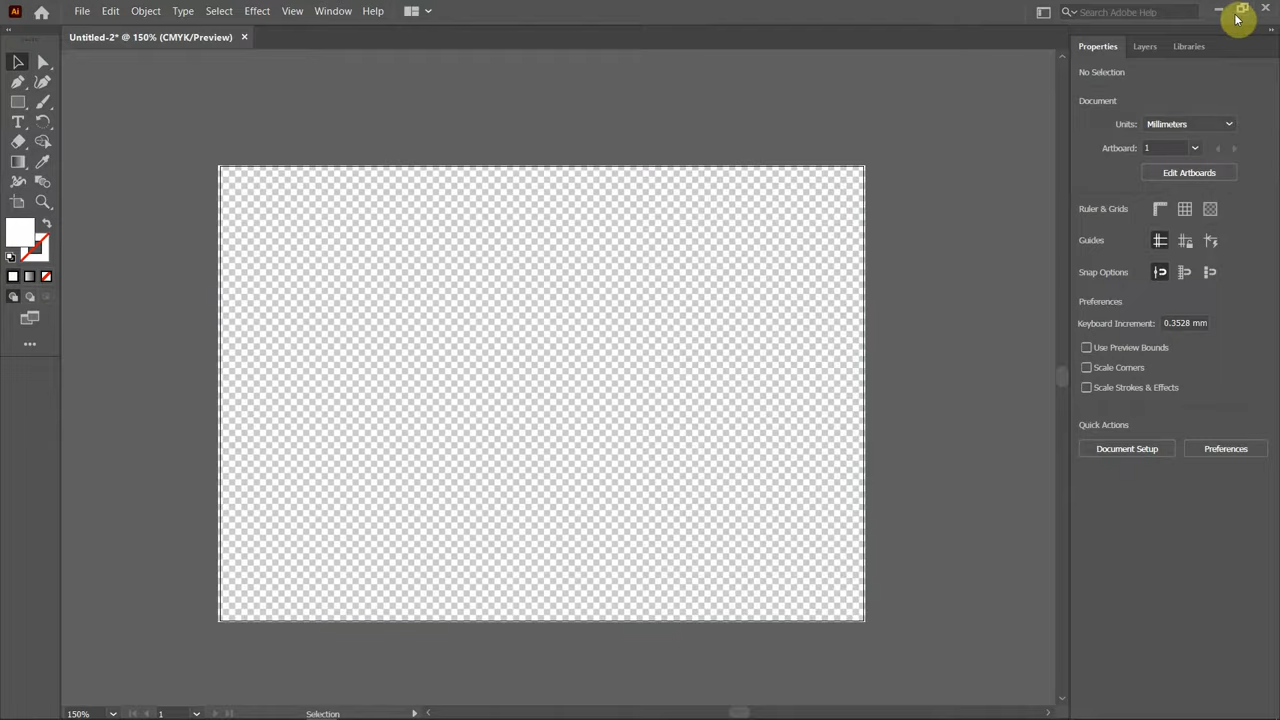 Ai File Edit Object Type Select Effect View Window Help Search Adobe Help
Untitled-2* @ 150% (CMYK/Preview)
Properties Layers Libraries
No Selection
Document
Units: Millimeters
Artboard: 1
Edit Artboards
Ruler & Grids
Guides
Snap Options
Preferences
Keyboard Increment: 0.3528 mm
Use Preview Bounds
Scale Corners
Scale Strokes & Effects
Quick Actions
Document Setup Preferences
150% 1 Selection